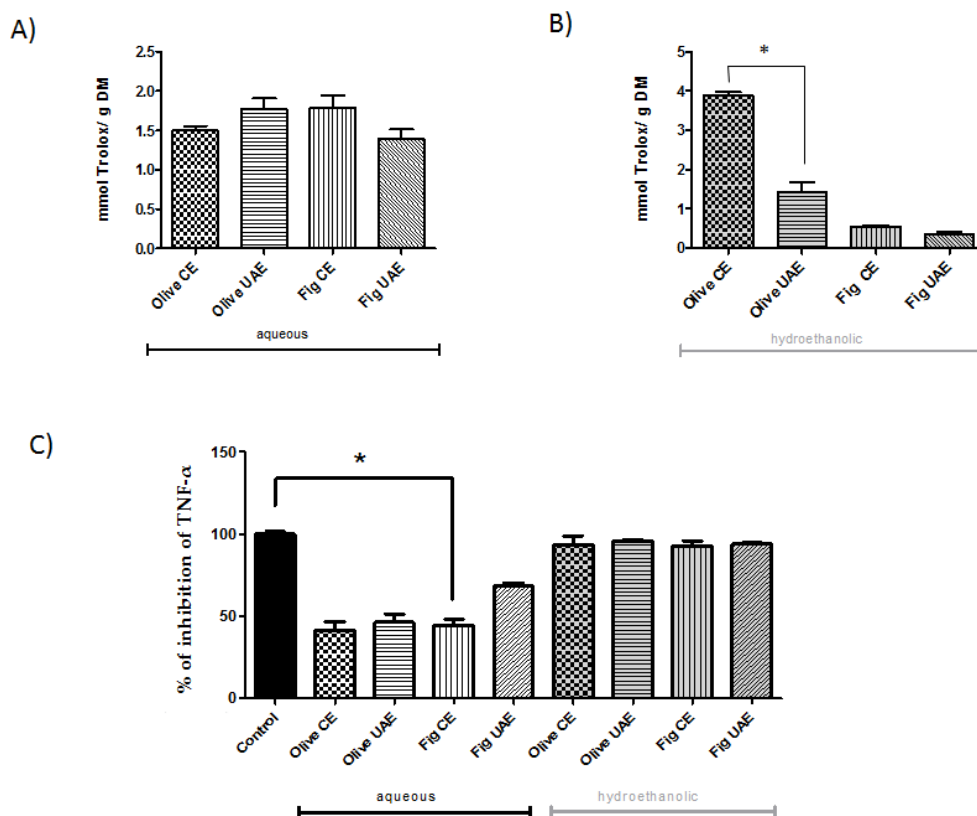 A)
mmol Trolox/ g DM
2.5
2.0
1.5
1.0
0.5
0.0
Olive CE
Olive UAE
Fig CE
Fig UAE
aqueous
B)
mmol Trolox/ g DM
5
4
3
2
1
0
*
Olive CE
Olive UAE
Fig CE
Fig UAE
hydroethanolic
C)
% of inhibition of TNF-α
150
100
50
0
*
Control
Olive CE
Olive UAE
Fig CE
Fig UAE
Olive CE
Olive UAE
Fig CE
Fig UAE
aqueous
hydroethanolic